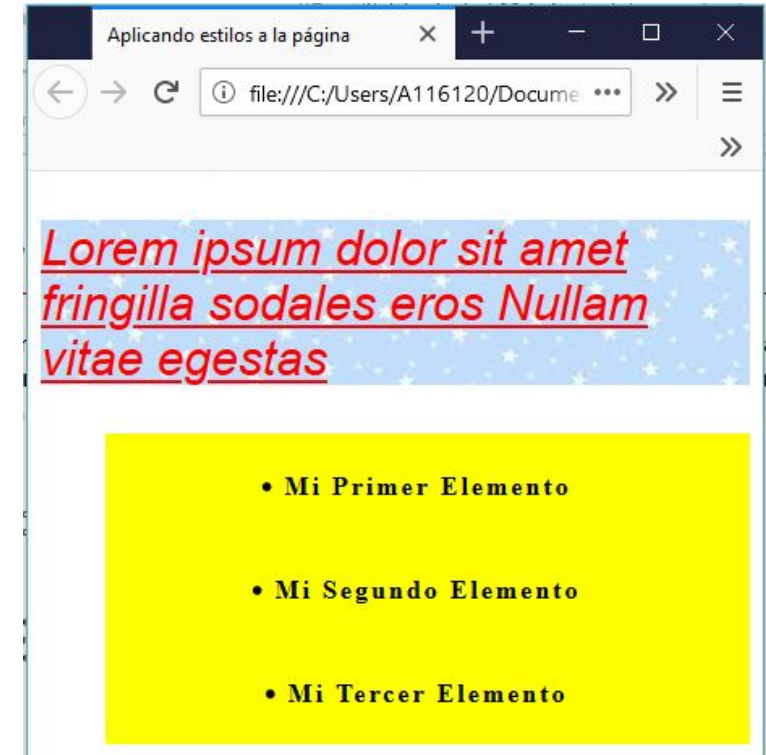 Aplicando estilos a la página
file:///C:/Users/A116120/Docume
Lorem ipsum dolor sit amet
fringilla sodales eros Nullam
vitae egestas
• Mi Primer Elemento
• Mi Segundo Elemento
• Mi Tercer Elemento